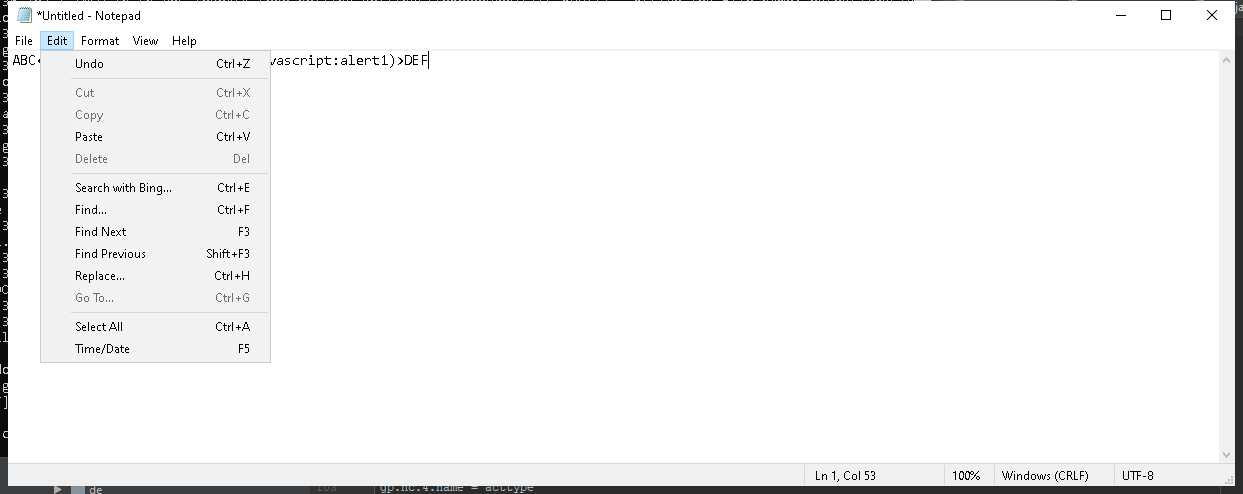 *Untitled - Notepad
File Edit Format View Help
ABC vascript:alert1)>DEF
Undo Ctrl+Z
Cut Ctrl+X
Copy Ctrl+C
Paste Ctrl+V
Delete Del
Search with Bing... Ctrl+E
Find... Ctrl+F
Find Next F3
Find Previous Shift+F3
Replace... Ctrl+H
Go To... Ctrl+G
Select All Ctrl+A
Time/Date F5
Ln 1, Col 53 100% Windows (CRLF) UTF-8
de